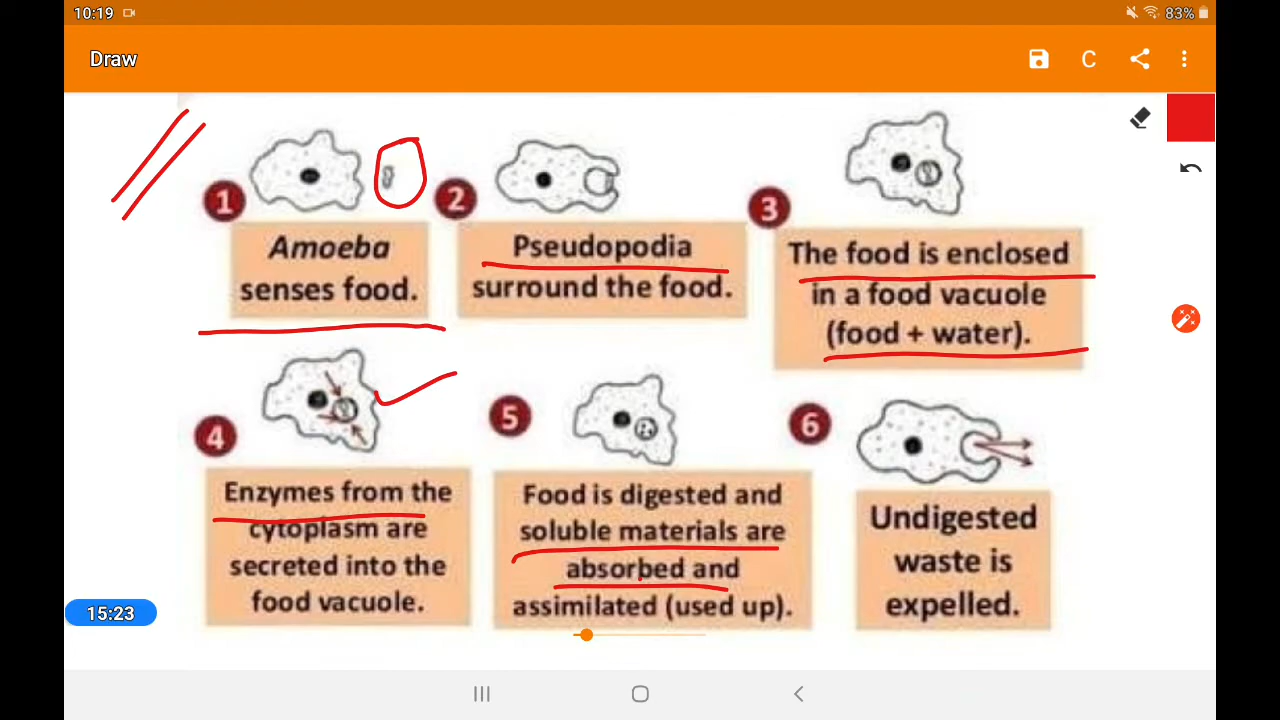 10:19
83%
Draw
C
1
2
3
Amoeba
senses food.
Pseudopodia
surround the food.
The food is enclosed
in a food vacuole
(food + water).
4
5
6
Enzymes from the
cytoplasm are
secreted into the
food vacuole.
Food is digested and
soluble materials are
absorbed and
assimilated (used up).
Undigested
waste is
expelled.
15:23